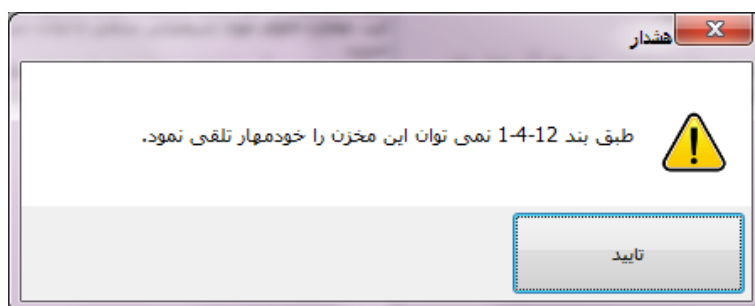 هشدار
طبق بند 12-4-1 نمی توان این مخزن را خودمهار تلقی نمود.
تایید